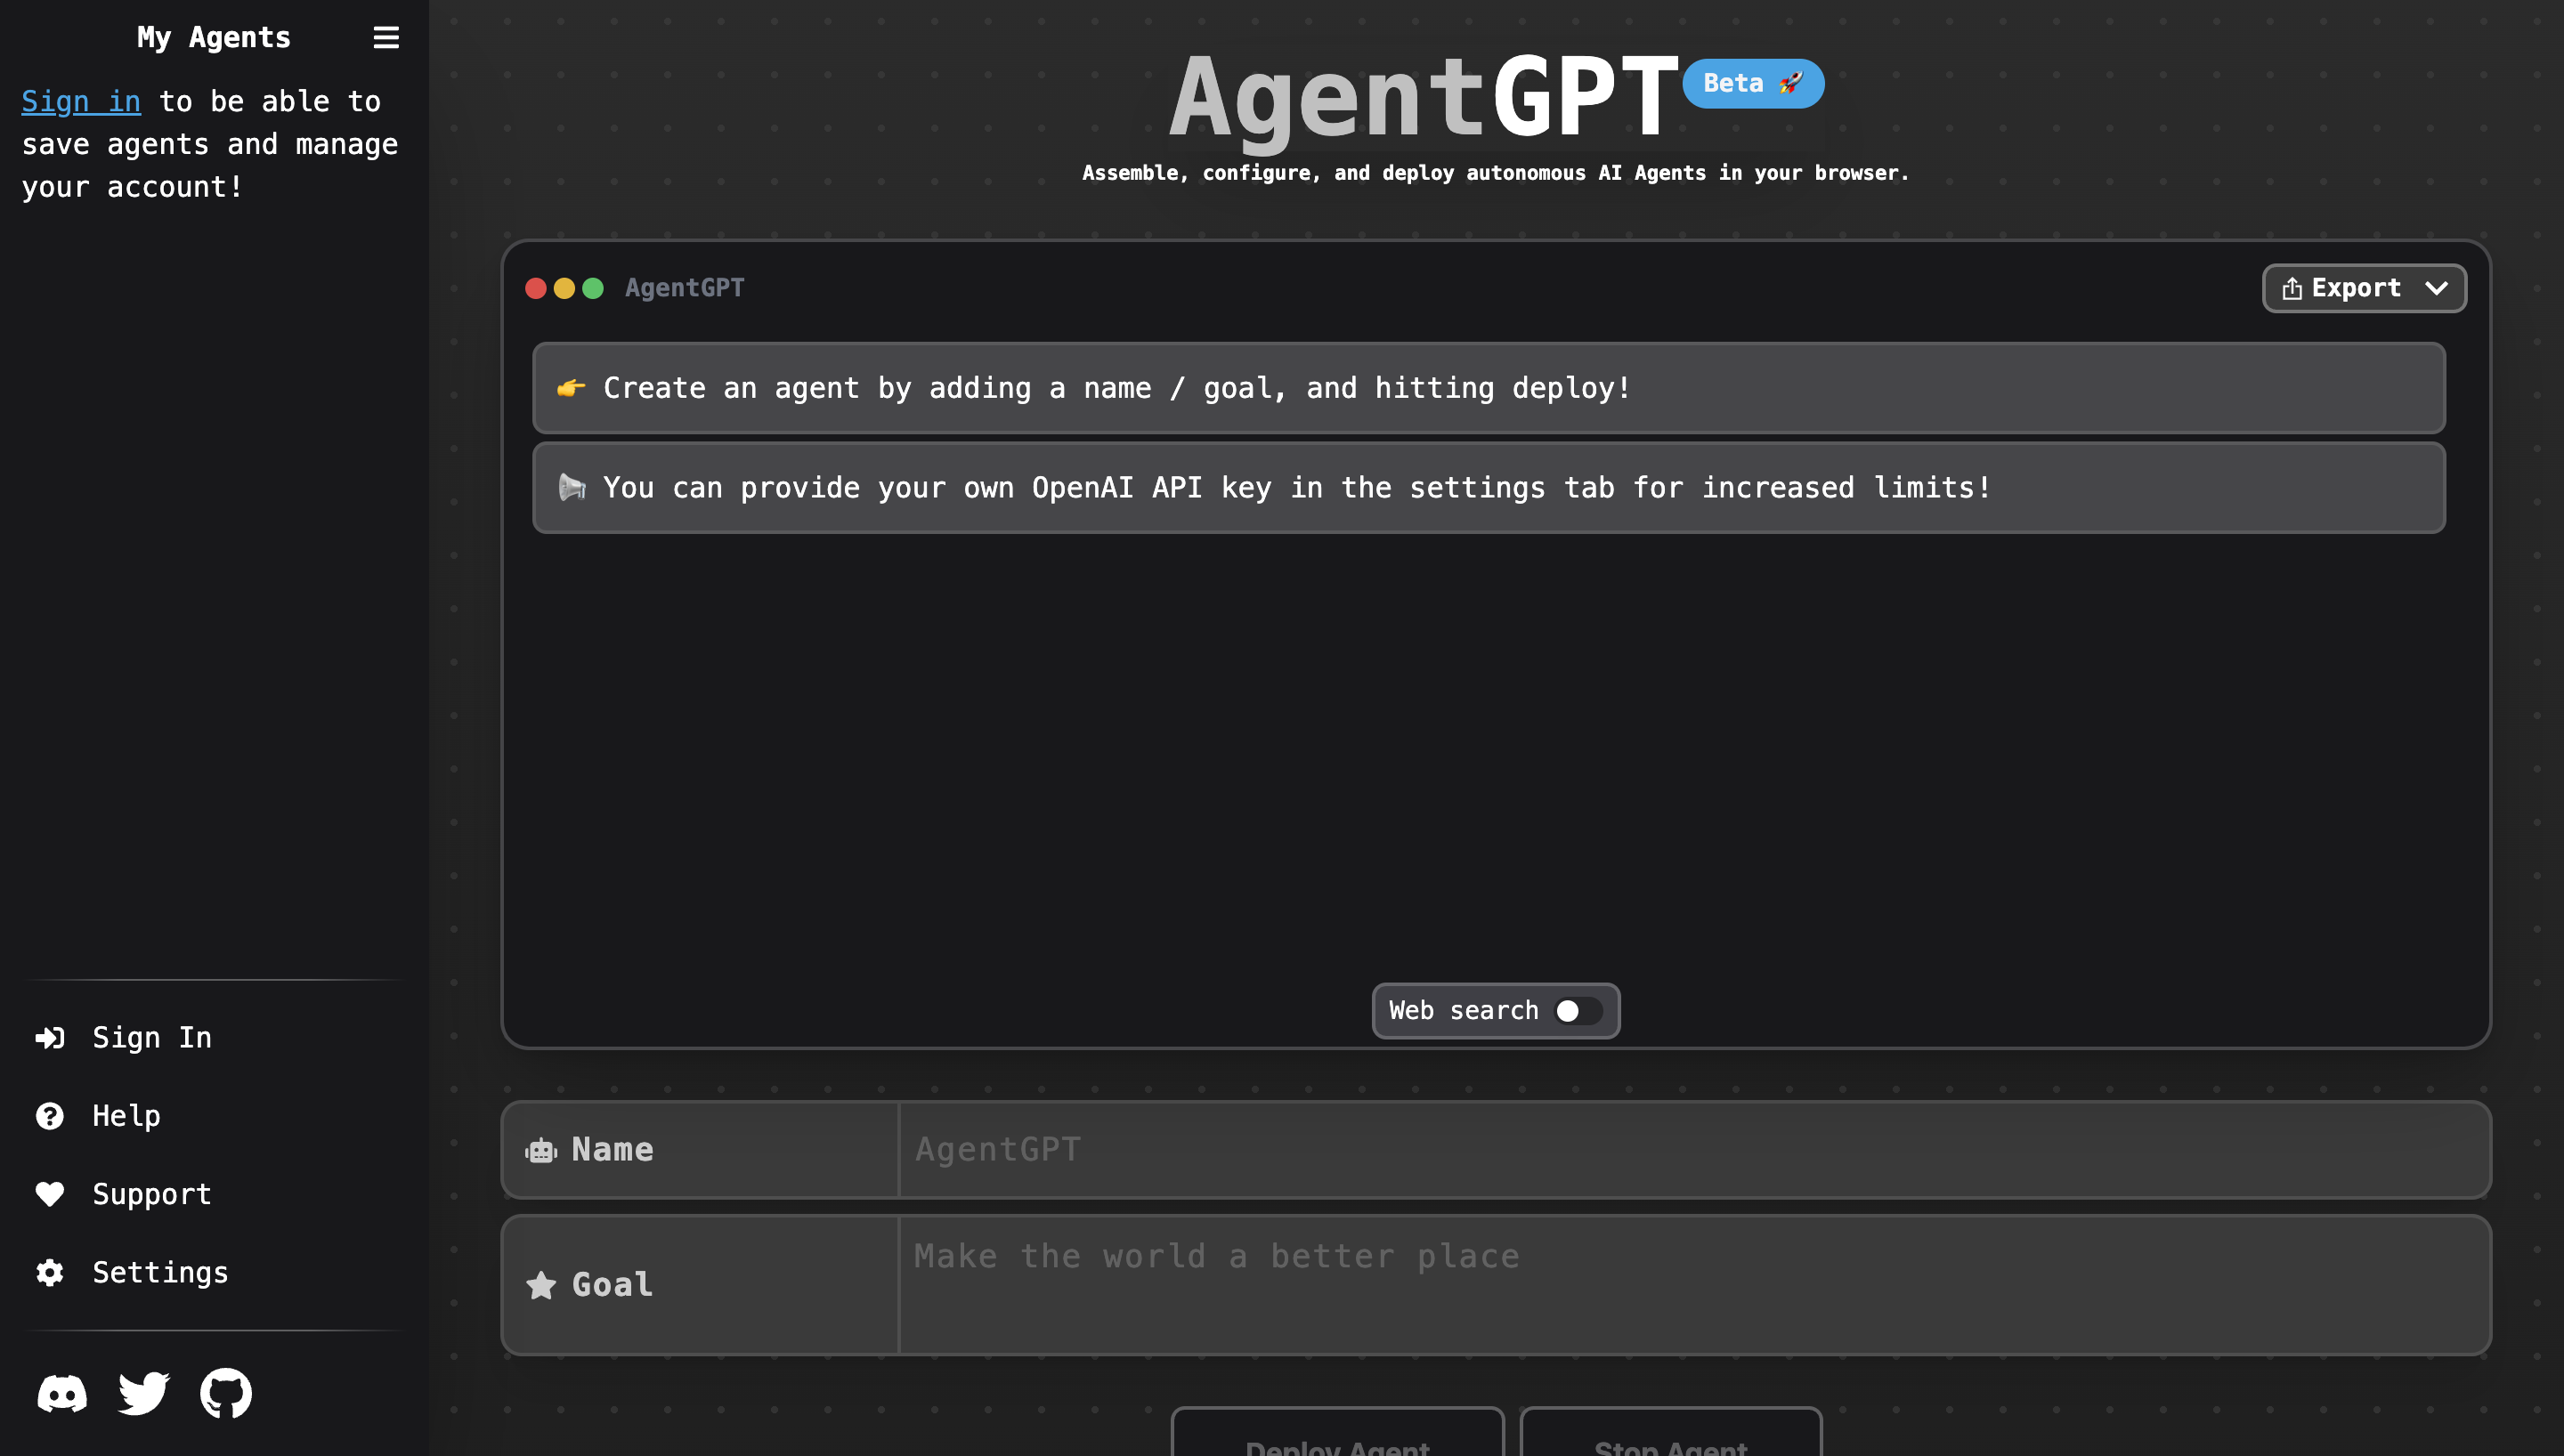 My Agents
Sign in to be able to
save agents and manage
your account!
Sign In
Help
Support
Settings
AgentGPT
Beta 🚀
Assemble, configure, and deploy autonomous AI Agents in your browser.
AgentGPT
Export
👉 Create an agent by adding a name / goal, and hitting deploy!
📢 You can provide your own OpenAI API key in the settings tab for increased limits!
Web search
Name
AgentGPT
Goal
Make the world a better place
Deploy Agent
Stop Agent